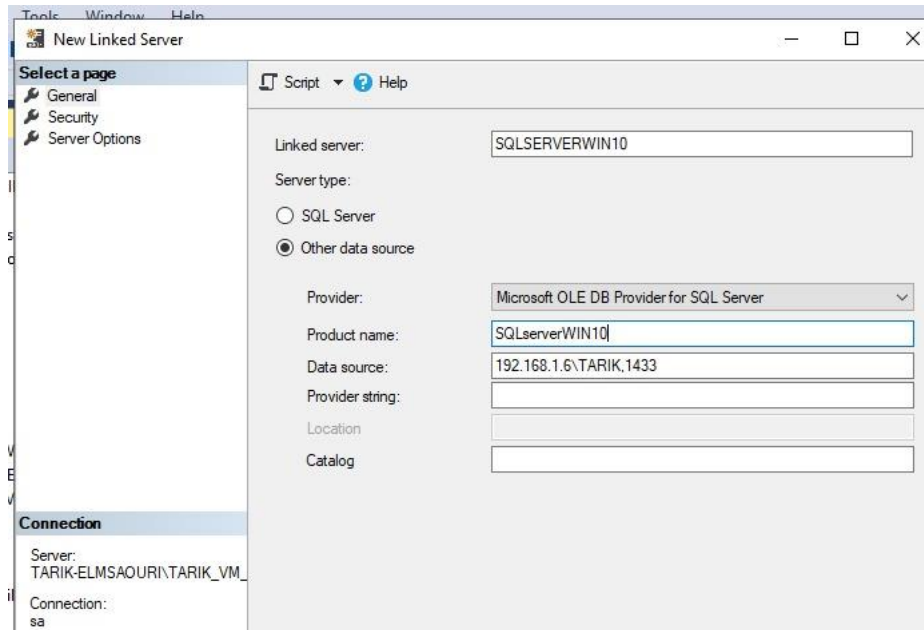 Tools Window Help
New Linked Server
Select a page
General
Security
Server Options
Script Help
Linked server: SQLSERVERWIN10
Server type:
SQL Server
Other data source
Provider: Microsoft OLE DB Provider for SQL Server
Product name: SQLserverWIN10
Data source: 192.168.1.6\TARIK,1433
Provider string:
Location
Catalog
Connection
Server:
TARIK-ELMSAOURI\TARIK_VM_
Connection:
sa